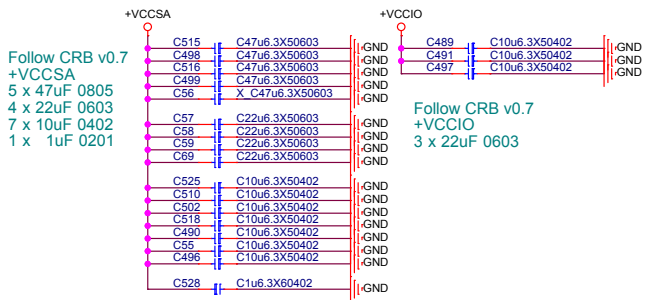 +VCCSA
C515 C47u6.3X50603 GND
C498 C47u6.3X50603 GND
C516 C47u6.3X50603 GND
C499 C47u6.3X50603 GND
C56 X_C47u6.3X50603 GND
C57 C22u6.3X50603 GND
C58 C22u6.3X50603 GND
C59 C22u6.3X50603 GND
C69 C22u6.3X50603 GND
C525 C10u6.3X50402 GND
C510 C10u6.3X50402 GND
C502 C10u6.3X50402 GND
C518 C10u6.3X50402 GND
C490 C10u6.3X50402 GND
C55 C10u6.3X50402 GND
C496 C10u6.3X50402 GND
C528 C1u6.3X60402 GND
Follow CRB v0.7
+VCCSA
5 x 47uF 0805
4 x 22uF 0603
7 x 10uF 0402
1 x 1uF 0201
+VCCIO
C489 C10u6.3X50402 GND
C491 C10u6.3X50402 GND
C497 C10u6.3X50402 GND
Follow CRB v0.7
+VCCIO
3 x 22uF 0603